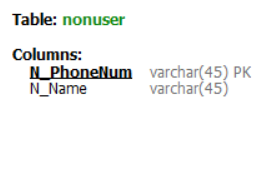 Table: nonuser
Columns:
N_PhoneNum varchar(45) PK
N_Name varchar(45)